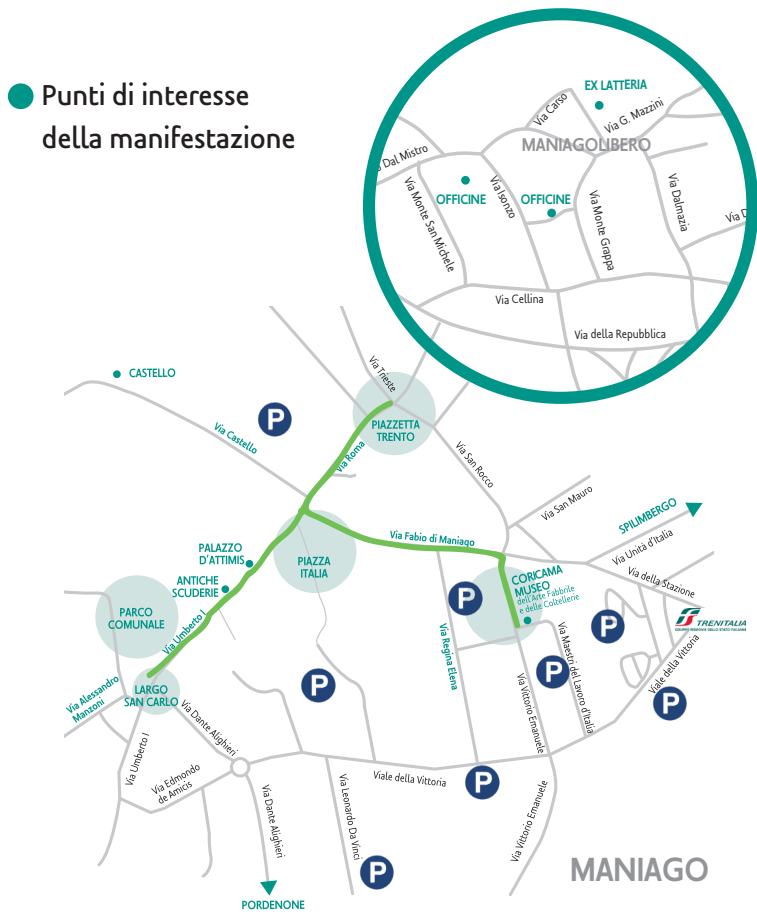 Punti di interesse
della manifestazione
EX LATTERIA
Via Carso
Via G. Mazzini
MANIAGOLIBERO
Dal Mistro
OFFICINE
Via Isonzo
OFFICINE
Via Monte San Michele
Via Monte Grappa
Via Dalmazia
Via D
Via Cellina
Via della Repubblica
CASTELLO
Via Trieste
P
PIAZZETTA
TRENTO
Via Castello
Via Roma
Via San Rocco
Via San Mauro
SPILIMBERGO
Via Unità d'Italia
Via Fabio di Maniago
PALAZZO
D'ATTIMIS
PIAZZA
ITALIA
ANTICHE
SCUDERIE
CORICAMA
MUSEO
dell'Arte Fabbrile
e delle Coltellerie
Via della Stazione
P
P
PARCO
COMUNALE
Via Umberto I
TRENITALIA
GRUPPO FERROVIE DELLO STATO ITALIANE
Via Regina Elena
Via Maestri del Lavoro d'Italia
Viale della Vittoria
P
P
P
LARGO
SAN CARLO
Via Alessandro
Manzoni
Via Dante Alighieri
Via Vittorio Emanuele
Via Umberto I
Via Edmondo
de Amicis
Viale della Vittoria
P
Via Dante Alighieri
Via Leonardo Da Vinci
Via Vittorio Emanuele
P
MANIAGO
PORDENONE